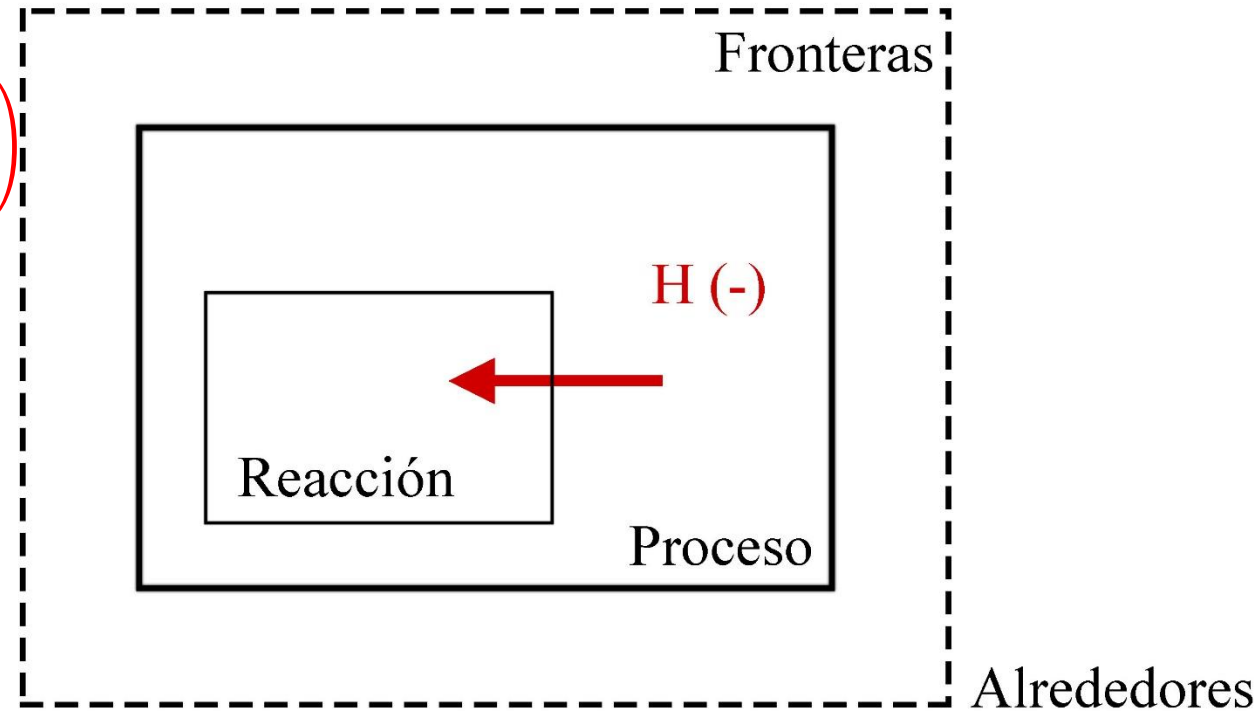 Fronteras
H (-)
Reacción
Proceso
Alrededores